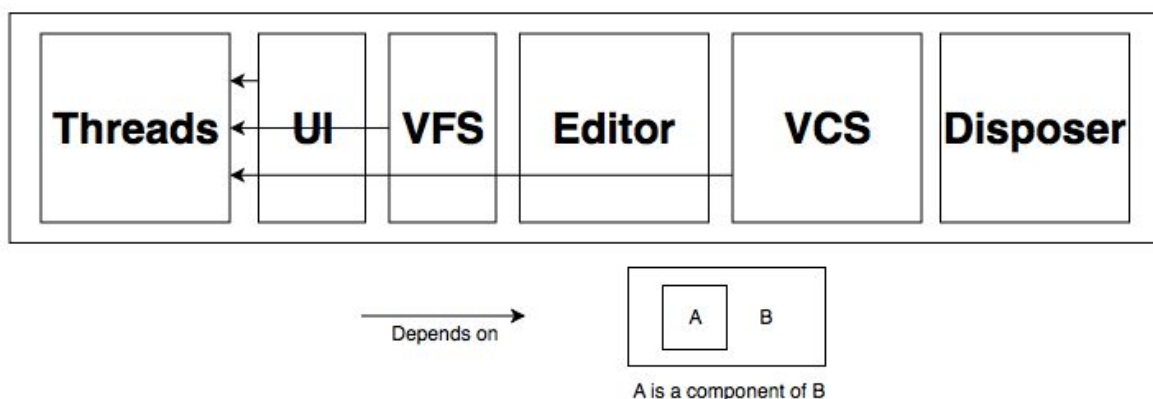 Threads
UI
VFS
Editor
VCS
Disposer
Depends on
A
B
A is a component of B